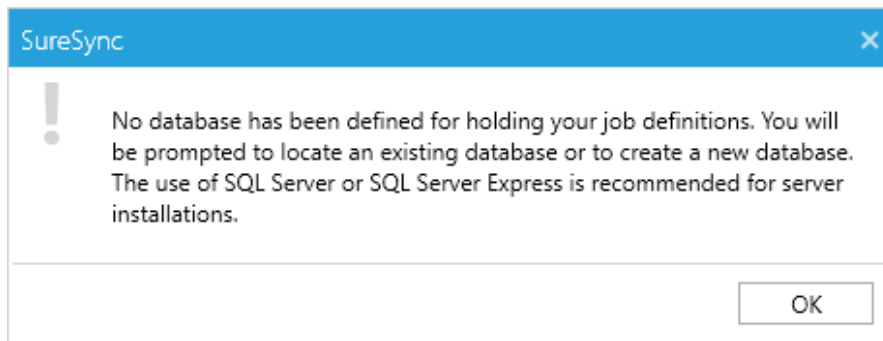 SureSync
No database has been defined for holding your job definitions. You will
be prompted to locate an existing database or to create a new database.
The use of SQL Server or SQL Server Express is recommended for server
installations.
OK